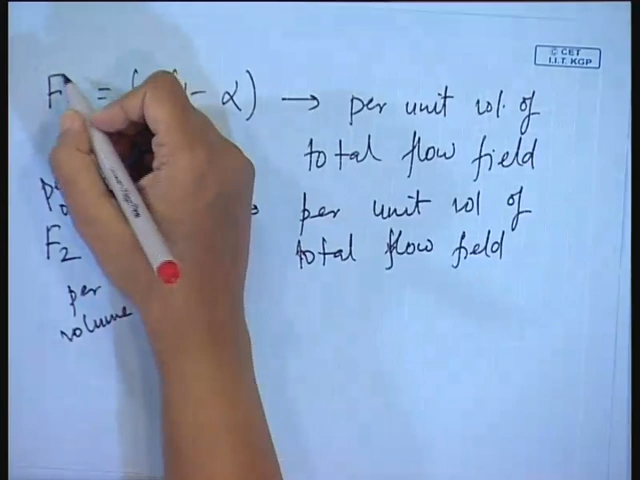 © CET
I.I.T. KGP
F = ( - α) → per unit vol. of
total flow field
per unit vol of
F2 total flow field
per
volume